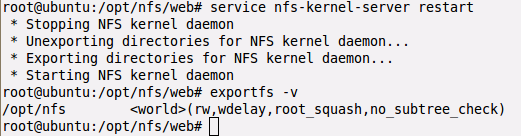 root@ubuntu:/opt/nfs/web# service nfs-kernel-server restart
 * Stopping NFS kernel daemon
 * Unexporting directories for NFS kernel daemon...
 * Exporting directories for NFS kernel daemon...
 * Starting NFS kernel daemon
root@ubuntu:/opt/nfs/web# exportfs -v
/opt/nfs        <world>(rw,wdelay,root_squash,no_subtree_check)
root@ubuntu:/opt/nfs/web#